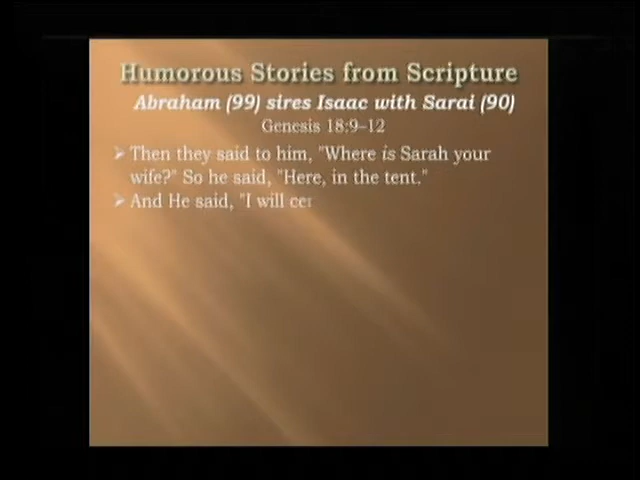 Humorous Stories from Scripture
Abraham (99) sires Isaac with Sarai (90)
Genesis 18:9–12
➢ Then they said to him, "Where is Sarah your
wife?" So he said, "Here, in the tent."
➢ And He said, "I will cer